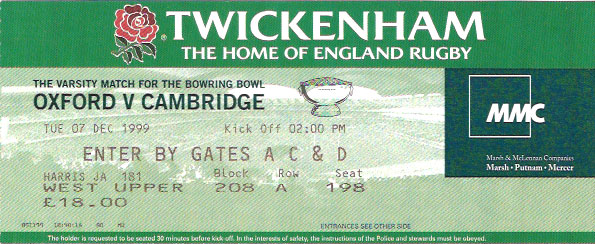 TWICKENHAM
THE HOME OF ENGLAND RUGBY
THE VARSITY MATCH FOR THE BOWRING BOWL
OXFORD V CAMBRIDGE
TUE 07 DEC 1999 Kick Off 02:00 PM
ENTER BY GATES A C & D
HARRIS JA 181 Block Row Seat
WEST UPPER 208 A 198
£18.00
ENTRANCES SEE OTHER SIDE
MMC
Marsh & McLennan Companies
Marsh • Putnam • Mercer
The holder is requested to be seated 30 minutes before kick off. In the interests of safety, the instructions of the Police and stewards must be obeyed.